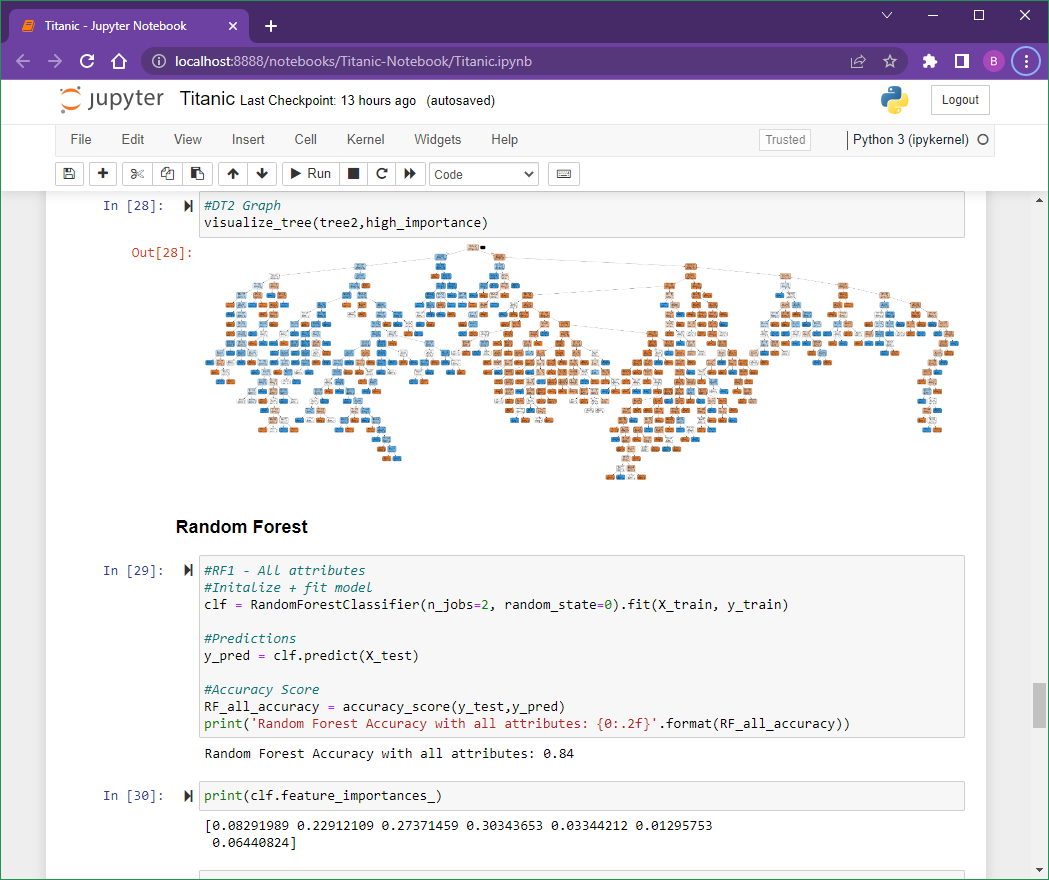 Titanic - Jupyter Notebook
localhost:8888/notebooks/Titanic-Notebook/Titanic.ipynb
B
jupyter Titanic Last Checkpoint: 13 hours ago (autosaved)
Logout
File Edit View Insert Cell Kernel Widgets Help
Trusted
Python 3 (ipykernel)
Run
Code
In [28]:
#DT2 Graph
visualize_tree(tree2,high_importance)
Out[28]:
Random Forest
In [29]:
#RF1 - All attributes
#Initalize + fit model
clf = RandomForestClassifier(n_jobs=2, random_state=0).fit(X_train, y_train)
#Predictions
y_pred = clf.predict(X_test)
#Accuracy Score
RF_all_accuracy = accuracy_score(y_test,y_pred)
print('Random Forest Accuracy with all attributes: {0:.2f}'.format(RF_all_accuracy))
Random Forest Accuracy with all attributes: 0.84
In [30]:
print(clf.feature_importances_)
[0.08291989 0.22912109 0.27371459 0.30343653 0.03344212 0.01295753
0.06440824]